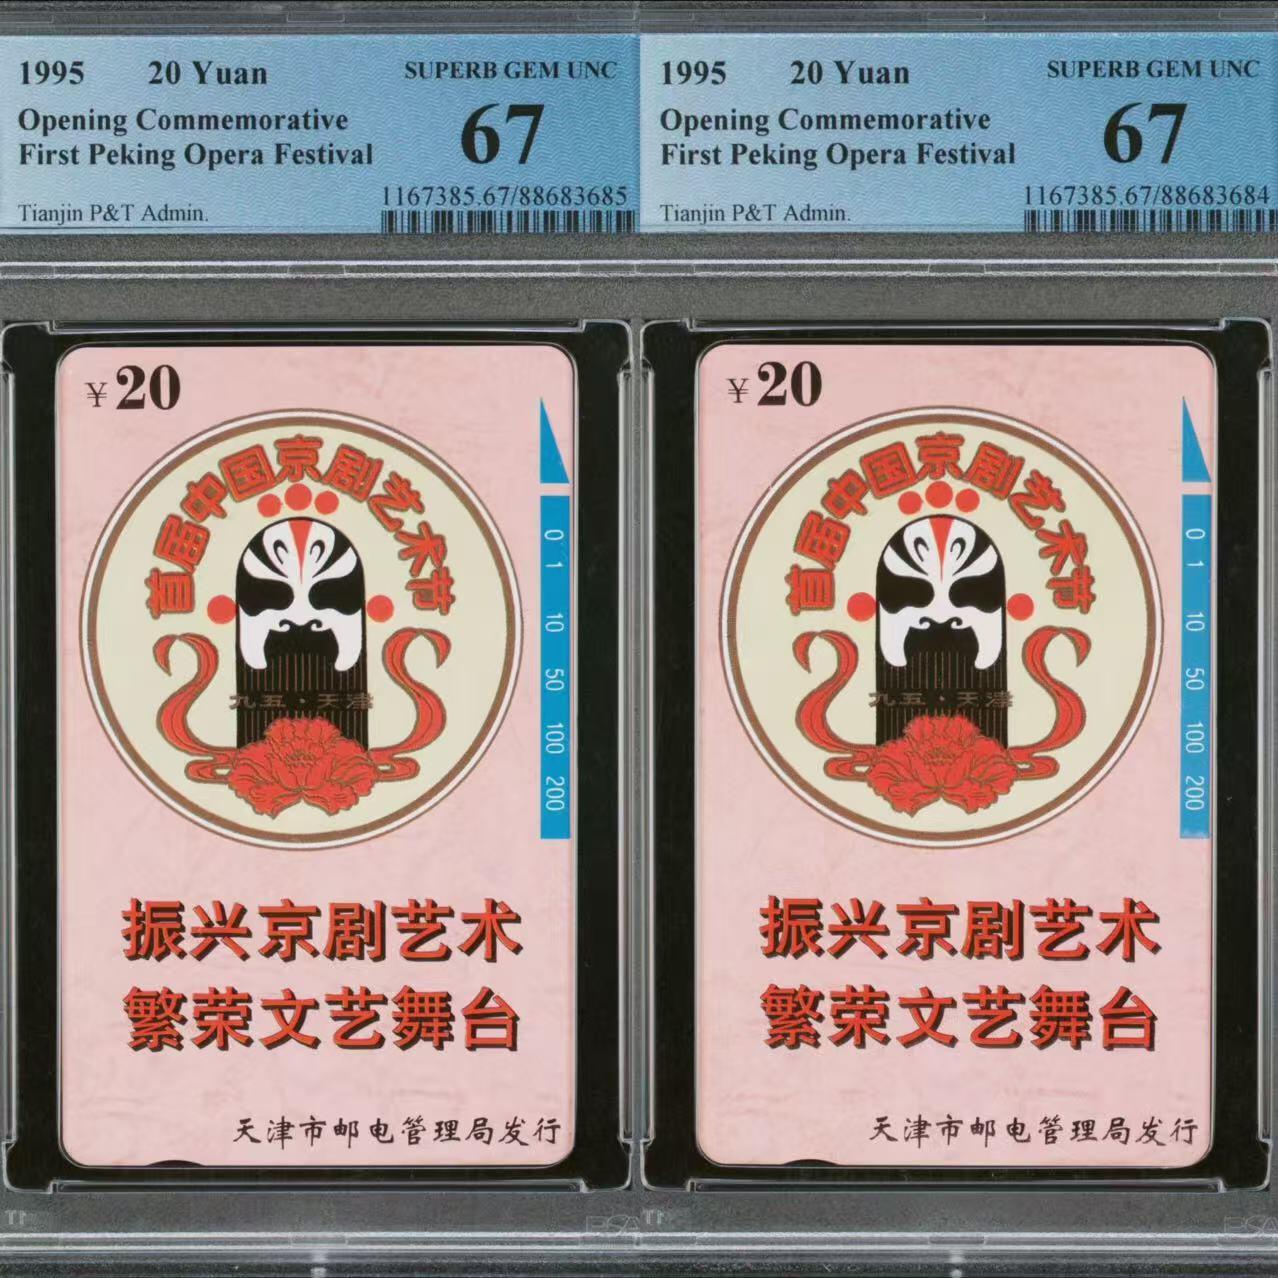 1995 20 Yuan SUPERB GEM UNC
Opening Commemorative 67
First Peking Opera Festival
1167385.67/88683685
Tianjin P&T Admin.
¥20
首届中国京剧艺术节
九五·天津
0 1 10 50 100 200
振兴京剧艺术
繁荣文艺舞台
天津市邮电管理局发行
1995 20 Yuan SUPERB GEM UNC
Opening Commemorative 67
First Peking Opera Festival
1167385.67/88683684
Tianjin P&T Admin.
¥20
首届中国京剧艺术节
九五·天津
0 1 10 50 100 200
振兴京剧艺术
繁荣文艺舞台
天津市邮电管理局发行